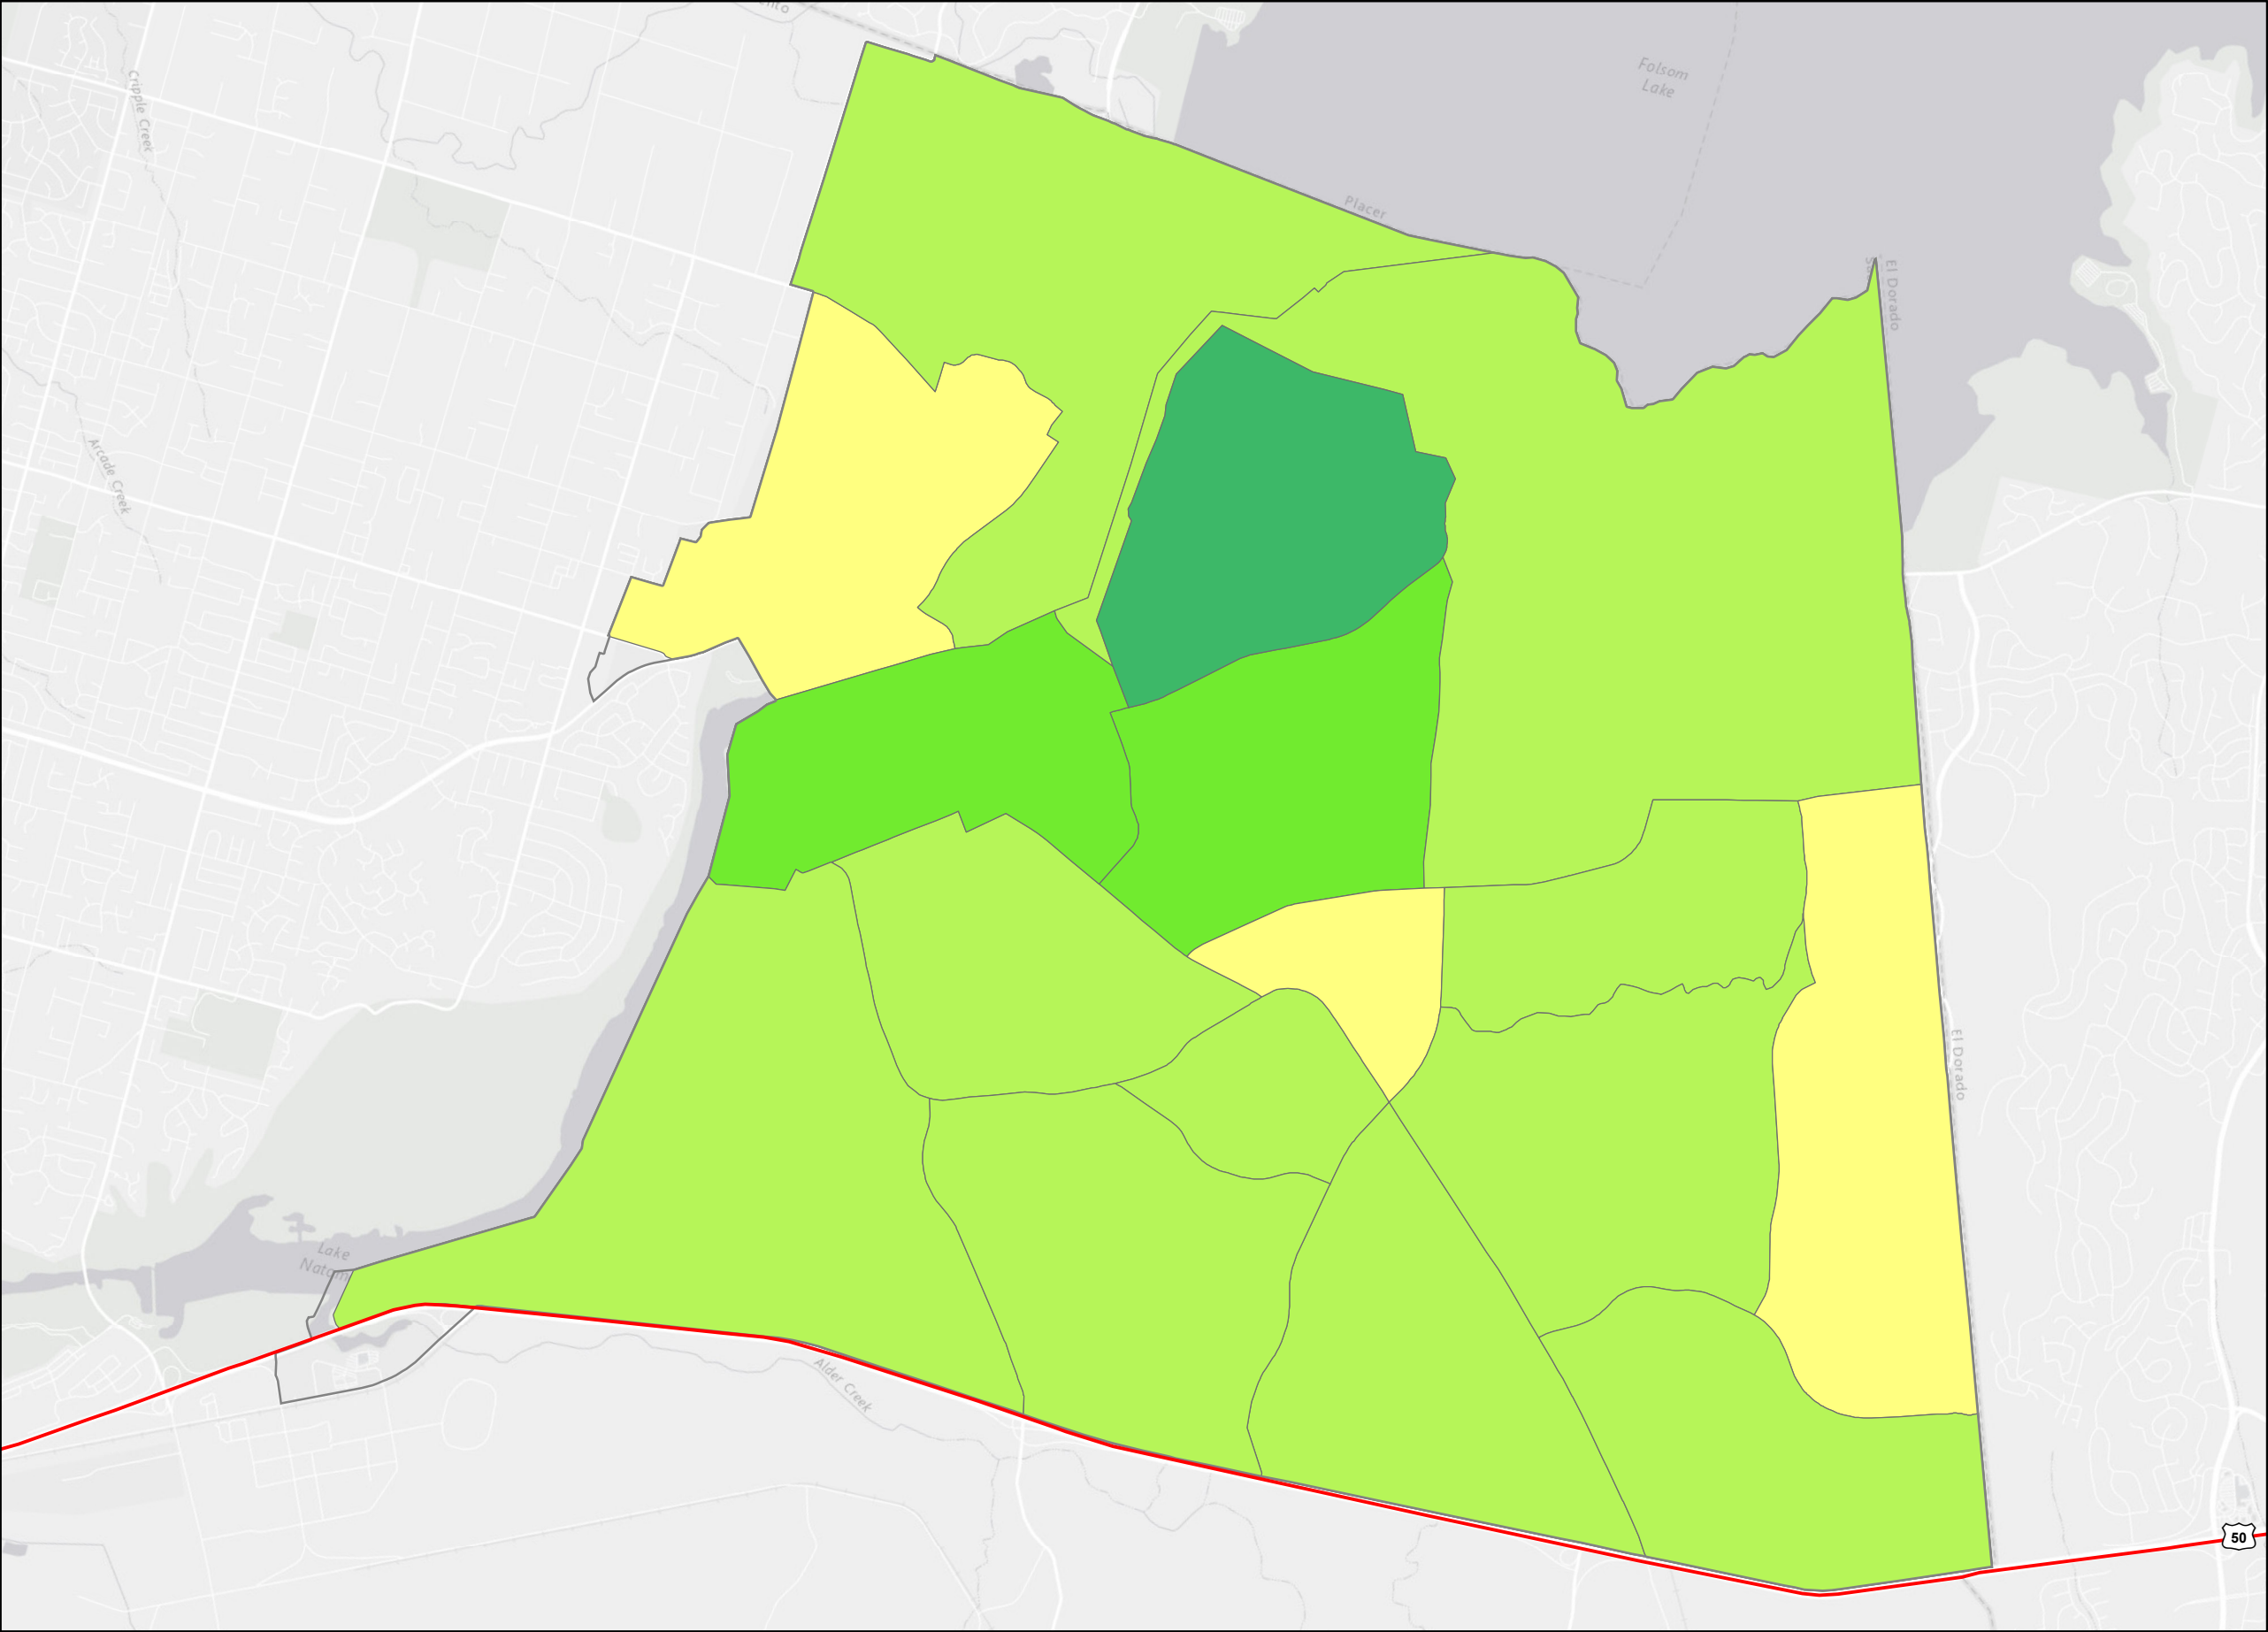 Folsom
Lake
Cripple Creek
Placer
El Dorado
Arcade Creek
El Dorado
Lake
Natom
Alder Creek
50